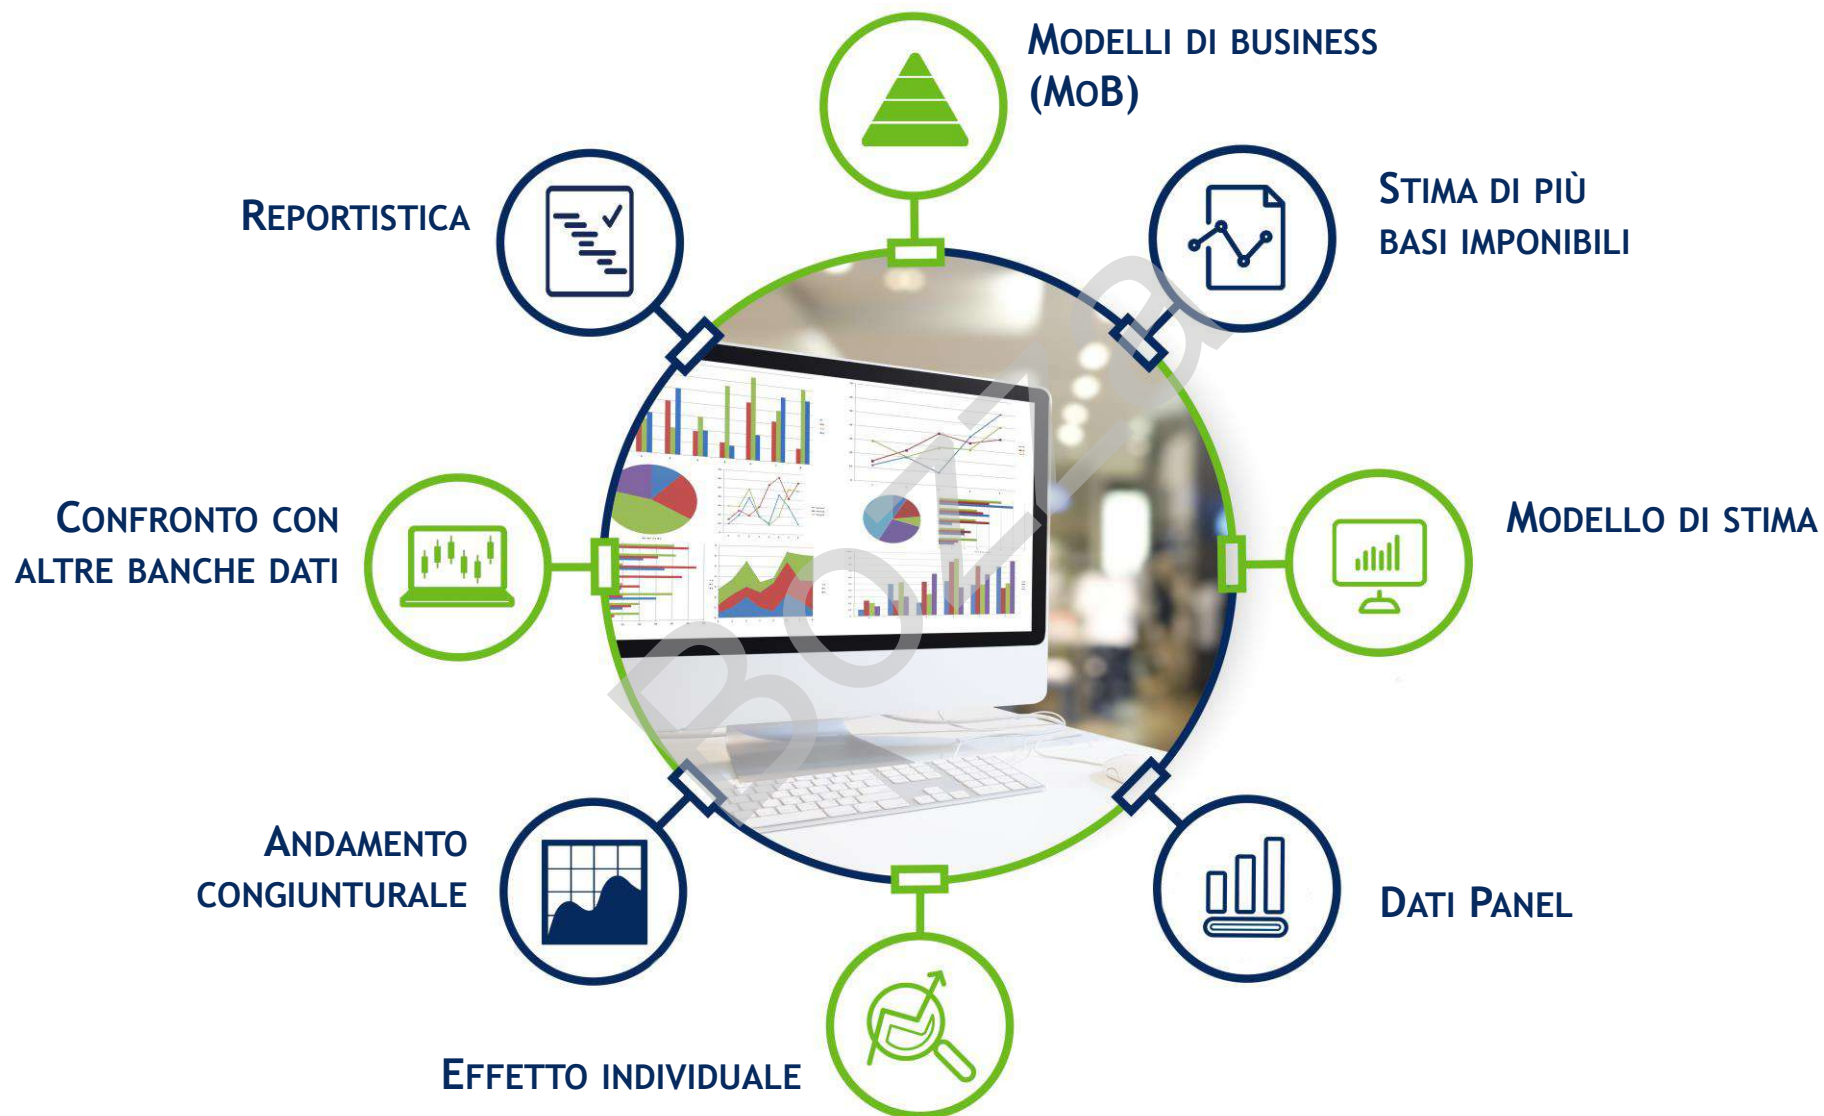 MODELLI DI BUSINESS
(MOB)
STIMA DI PIÙ
BASI IMPONIBILI
MODELLO DI STIMA
DATI PANEL
EFFETTO INDIVIDUALE
ANDAMENTO
CONGIUNTURALE
CONFRONTO CON
ALTRE BANCHE DATI
REPORTISTICA
Bozza